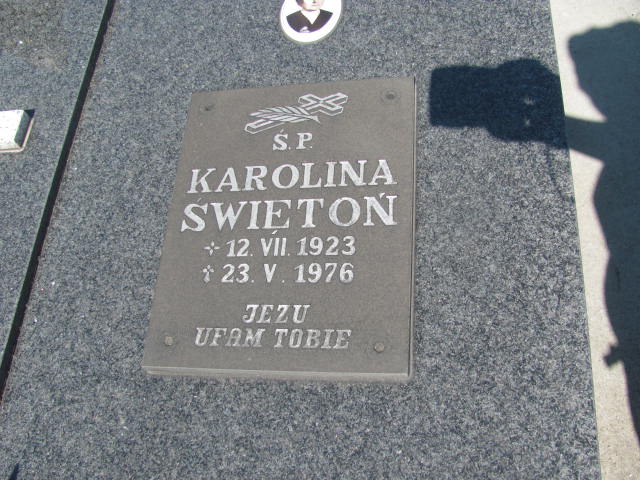 Ś.P.
KAROLINA
ŚWIĘTOŃ
12. VII. 1923
23. V. 1976
JEZU
UFAM TOBIE